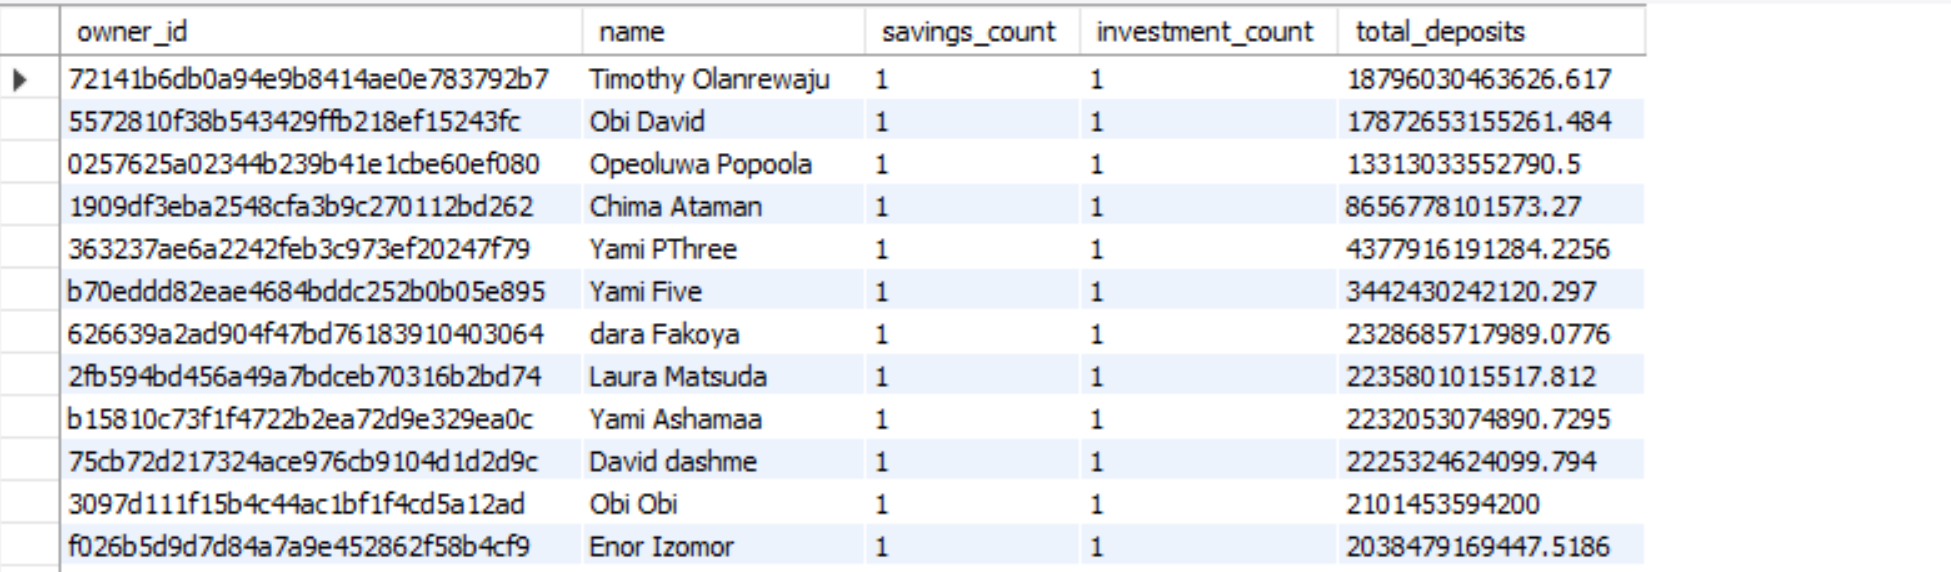 owner_id name savings_count investment_count total_deposits
72141b6db0a94e9b8414ae0e783792b7 Timothy Olanrewaju 1 1 18796030463626.617
5572810f38b543429ffb218ef15243fc Obi David 1 1 17872653155261.484
0257625a02344b239b41e1cbe60ef080 Opeoluwa Popoola 1 1 13313033552790.5
1909df3eba2548cfa3b9c270112bd262 Chima Ataman 1 1 8656778101573.27
363237ae6a2242feb3c973ef20247f79 Yami PThree 1 1 4377916191284.2256
b70eddd82eae4684bddc252b0b05e895 Yami Five 1 1 3442430242120.297
626639a2ad904f47bd76183910403064 dara Fakoya 1 1 2328685717989.0776
2fb594bd456a49a7bdceb70316b2bd74 Laura Matsuda 1 1 2235801015517.812
b15810c73f1f4722b2ea72d9e329ea0c Yami Ashamaa 1 1 2232053074890.7295
75cb72d217324ace976cb9104d1d2d9c David dashme 1 1 2225324624099.794
3097d111f15b4c44ac1bf1f4cd5a12ad Obi Obi 1 1 2101453594200
f026b5d9d7d84a7a9e452862f58b4cf9 Enor Izomor 1 1 2038479169447.5186